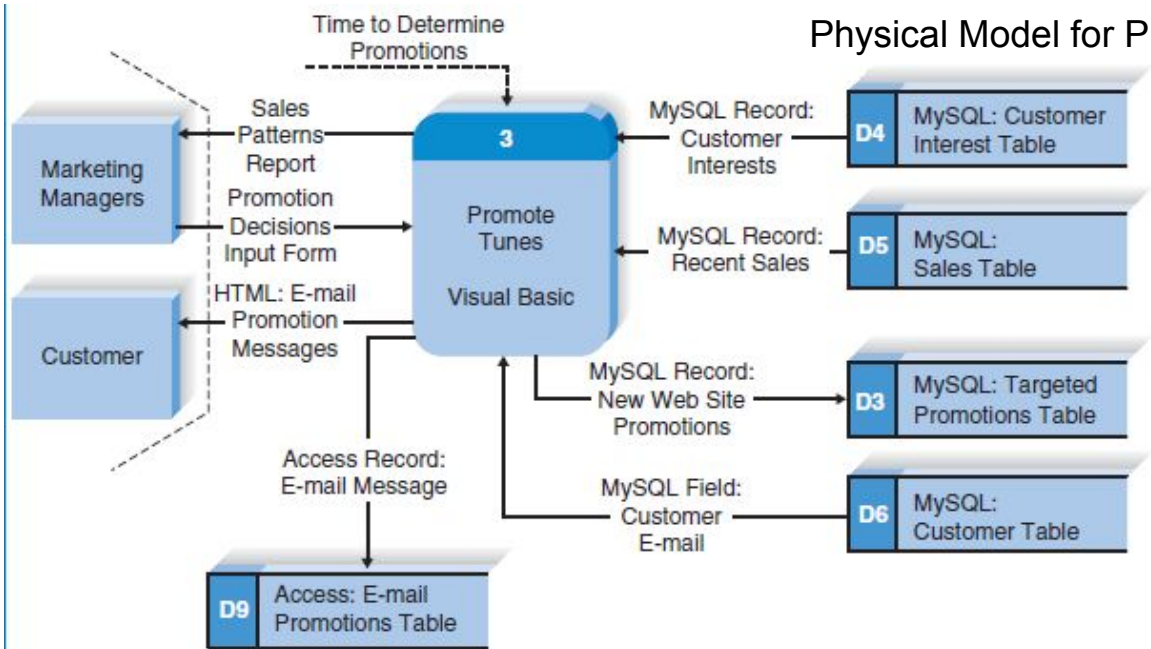 Physical Model for P
Time to Determine
Promotions
Marketing
Managers
Sales
Patterns
Report
Promotion
Decisions
Input Form
Customer
HTML: E-mail
Promotion
Messages
3
Promote
Tunes
Visual Basic
MySQL Record:
Customer
Interests
D4
MySQL: Customer
Interest Table
MySQL Record:
Recent Sales
D5
MySQL:
Sales Table
MySQL Record:
New Web Site
Promotions
D3
MySQL: Targeted
Promotions Table
MySQL Field:
Customer
E-mail
D6
MySQL:
Customer Table
Access Record:
E-mail Message
D9
Access: E-mail
Promotions Table